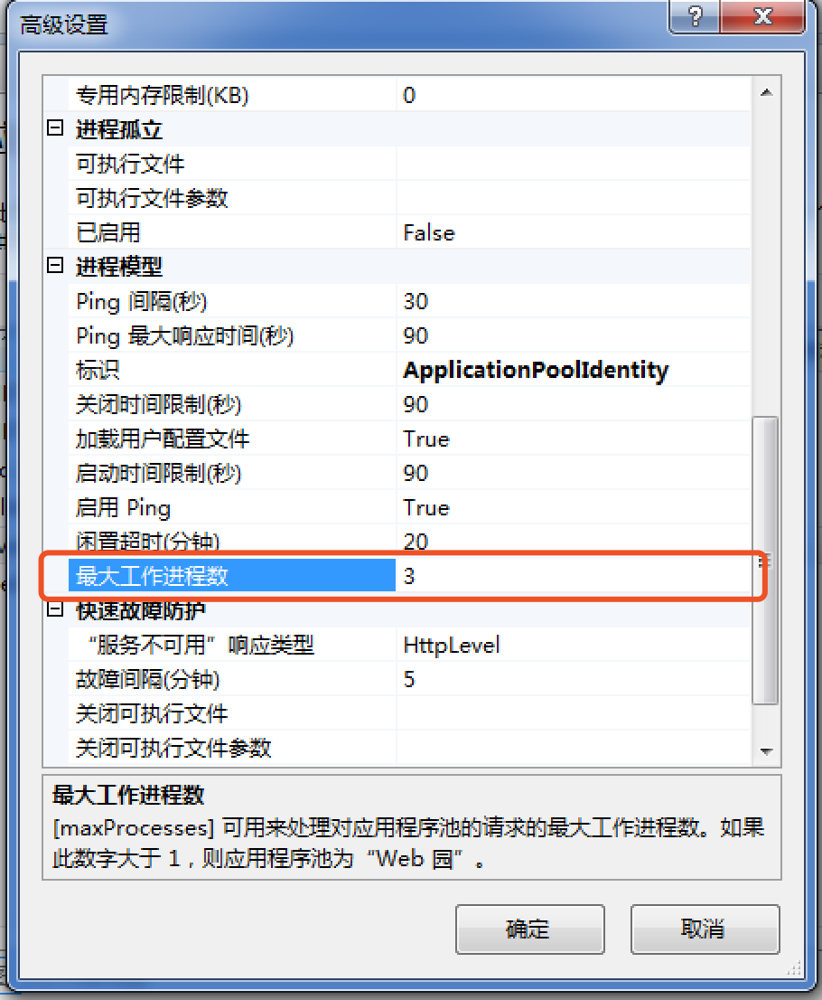 高级设置
专用内存限制(KB) 0
进程孤立
可执行文件
可执行文件参数
已启用 False
进程模型
Ping 间隔(秒) 30
Ping 最大响应时间(秒) 90
标识 ApplicationPoolIdentity
关闭时间限制(秒) 90
加载用户配置文件 True
启动时间限制(秒) 90
启用 Ping True
闲置超时(分钟) 20
最大工作进程数 3
快速故障防护
“服务不可用”响应类型 HttpLevel
故障间隔(分钟) 5
关闭可执行文件
关闭可执行文件参数
最大工作进程数
[maxProcesses] 可用来处理对应用程序池的请求的最大工作进程数。如果
此数字大于 1，则应用程序池为“Web 园”。
确定 取消